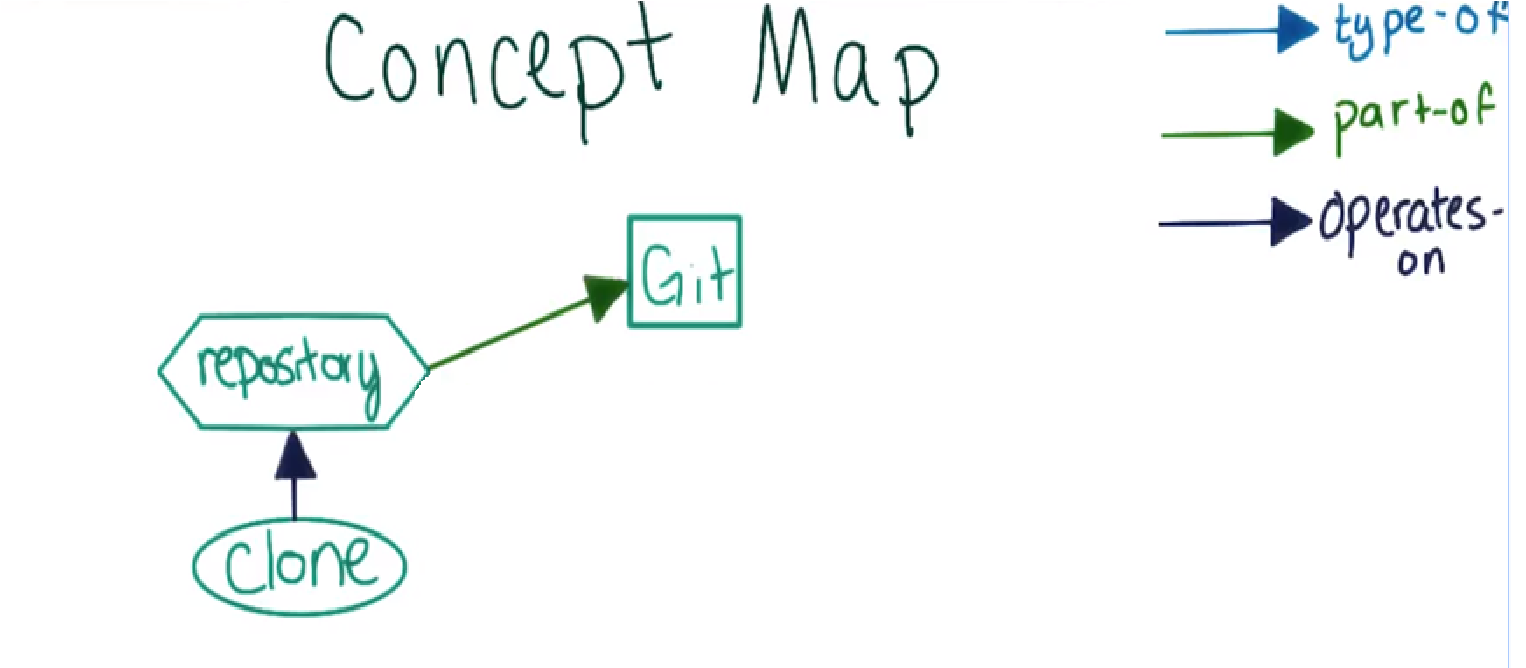 Concept Map
type-of
part-of
operates-
on
Git
repository
Clone